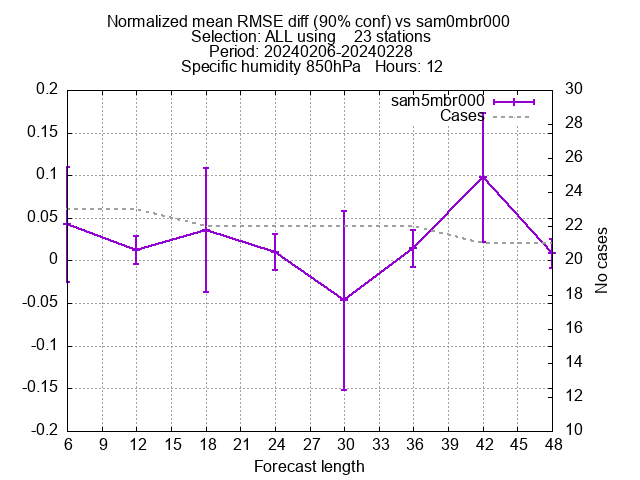 Normalized mean RMSE diff (90% conf) vs sam0mbr000
Selection: ALL using    23 stations
Period: 20240206-20240228
Specific humidity 850hPa   Hours: 12
sam5mbr000
Cases
0.2
0.15
0.1
0.05
0
-0.05
-0.1
-0.15
-0.2
30
28
26
24
22
20
18
16
14
12
10
No cases
6 9 12 15 18 21 24 27 30 33 36 39 42 45 48
Forecast length